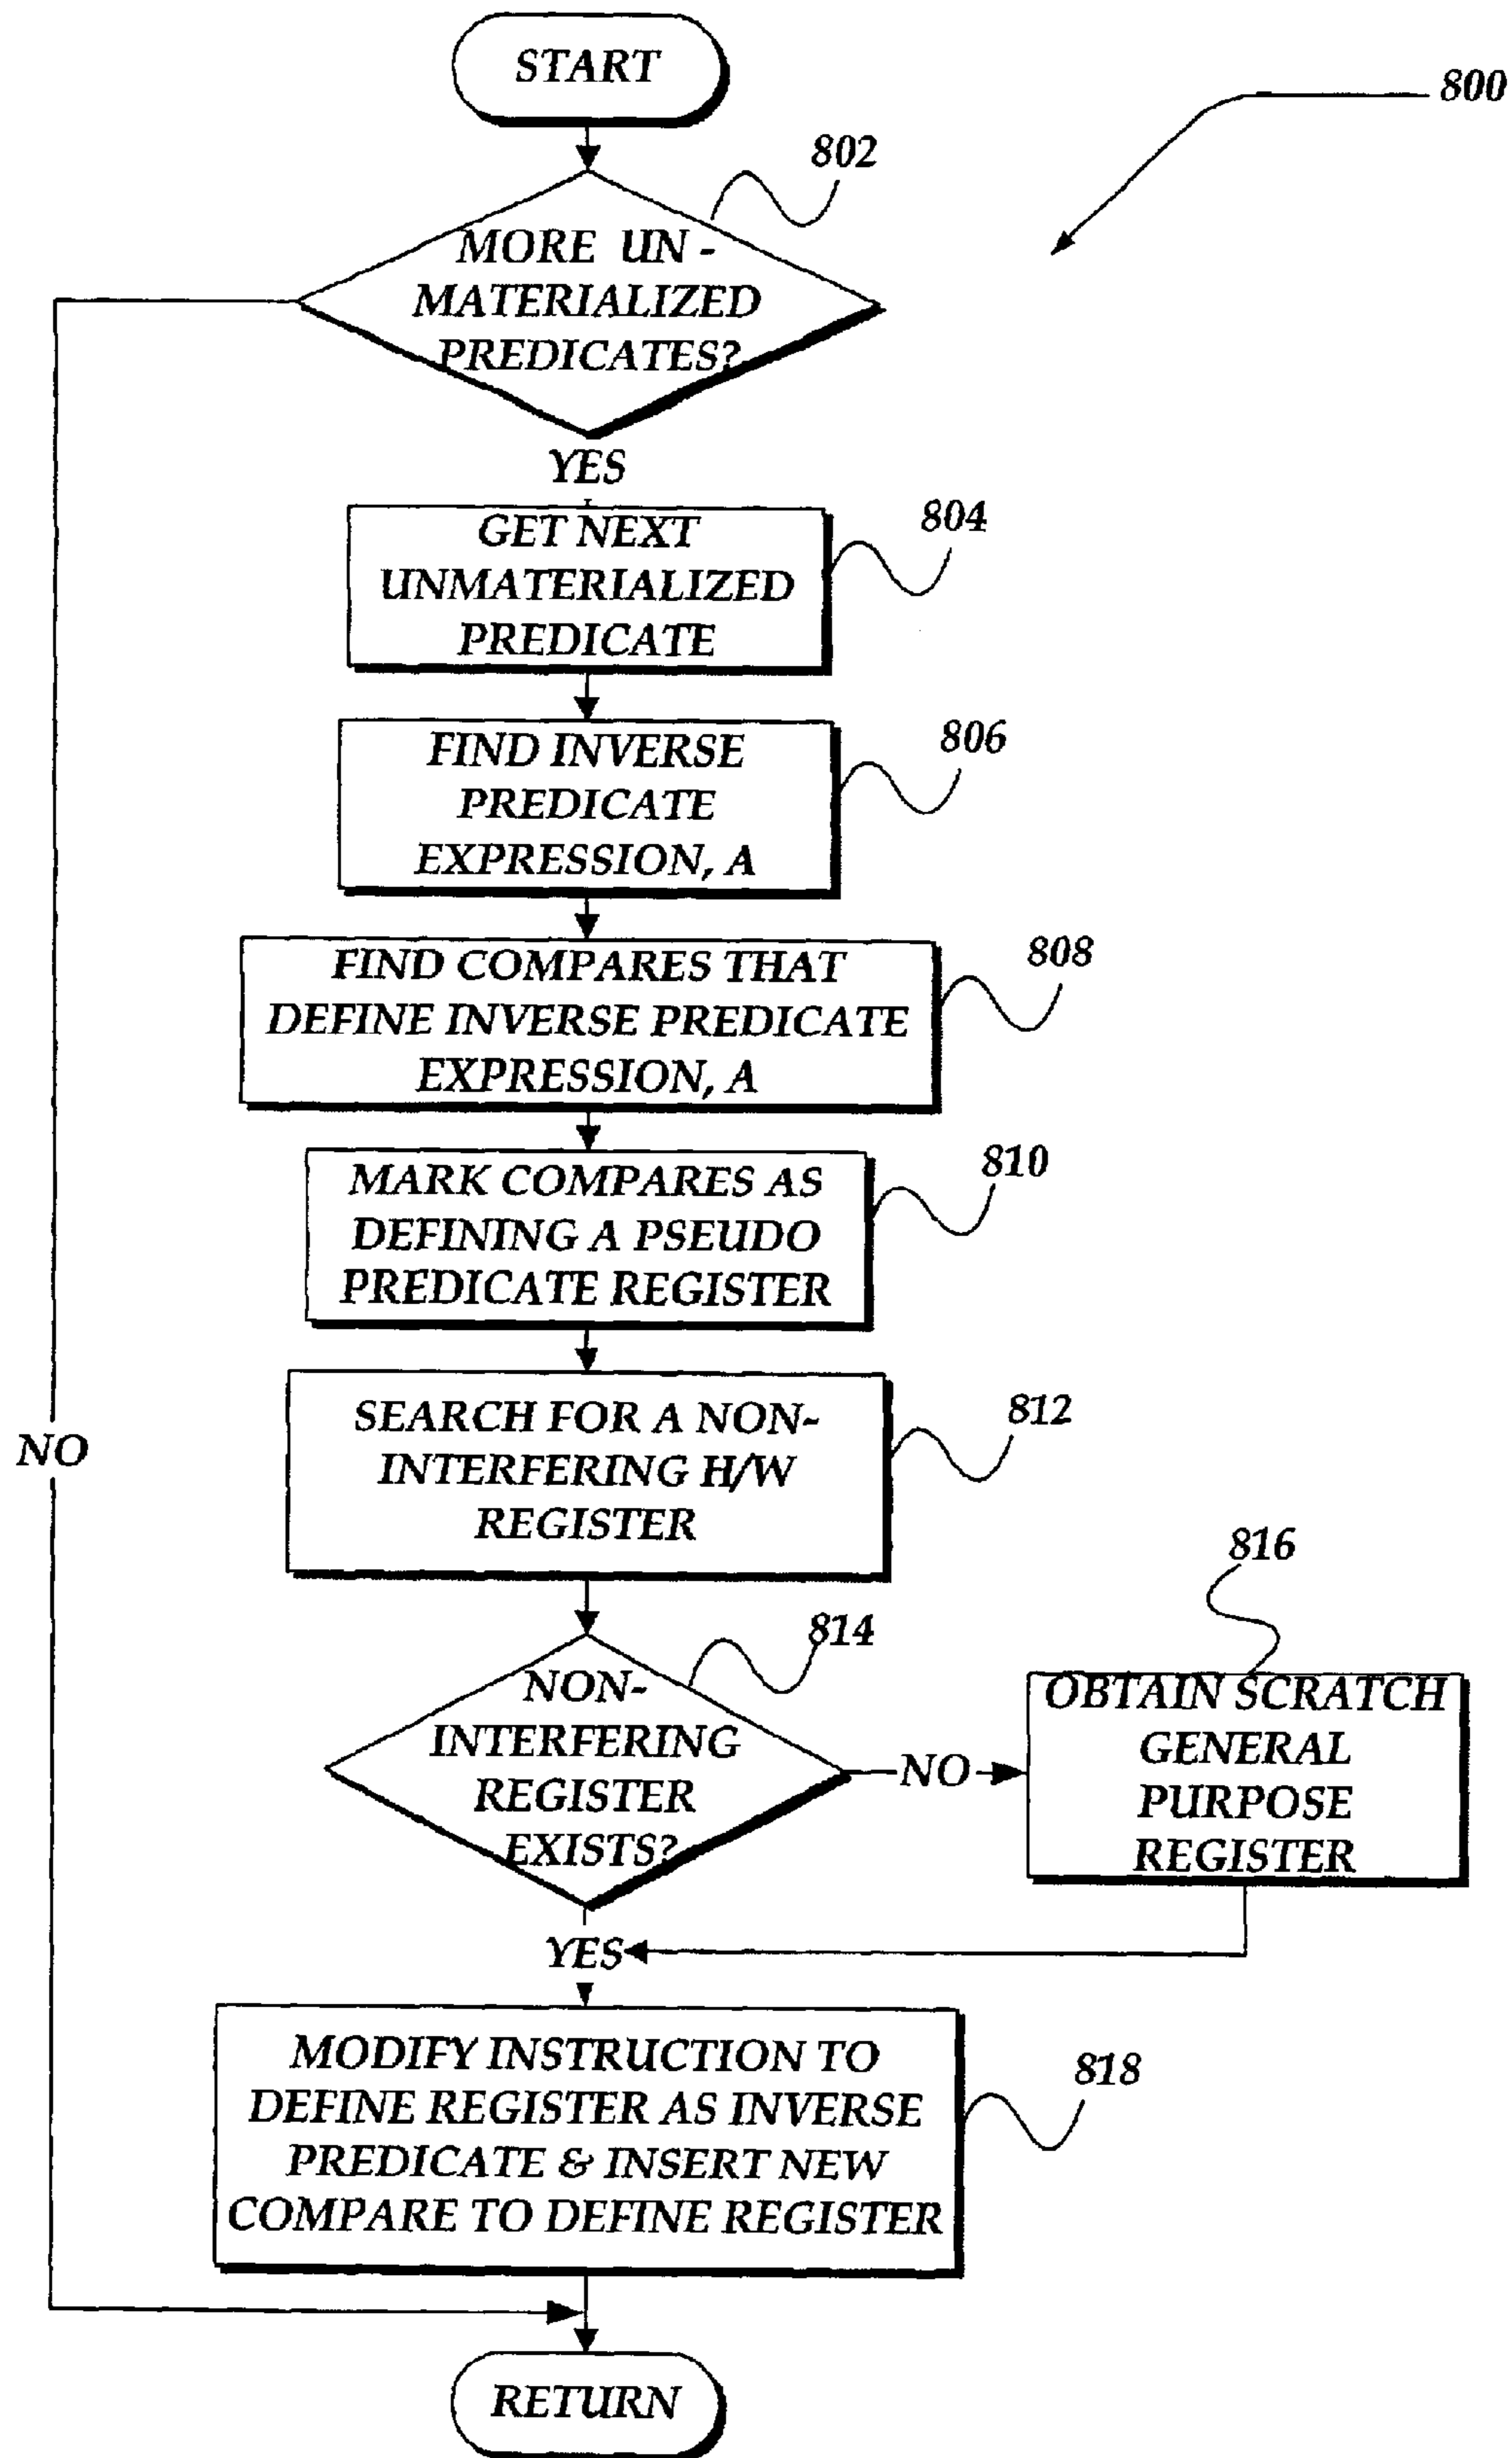 START
800
802
MORE UN-
MATERIALIZED
PREDICATES?
YES
804
GET NEXT
UNMATERIALIZED
PREDICATE
806
FIND INVERSE
PREDICATE
EXPRESSION, A
808
FIND COMPARES THAT
DEFINE INVERSE PREDICATE
EXPRESSION, A
810
MARK COMPARES AS
DEFINING A PSEUDO
PREDICATE REGISTER
812
SEARCH FOR A NON-
INTERFERING H/W
REGISTER
NO
814
NON-
INTERFERING
REGISTER
EXISTS?
NO
816
OBTAIN SCRATCH
GENERAL
PURPOSE
REGISTER
YES
818
MODIFY INSTRUCTION TO
DEFINE REGISTER AS INVERSE
PREDICATE & INSERT NEW
COMPARE TO DEFINE REGISTER
RETURN